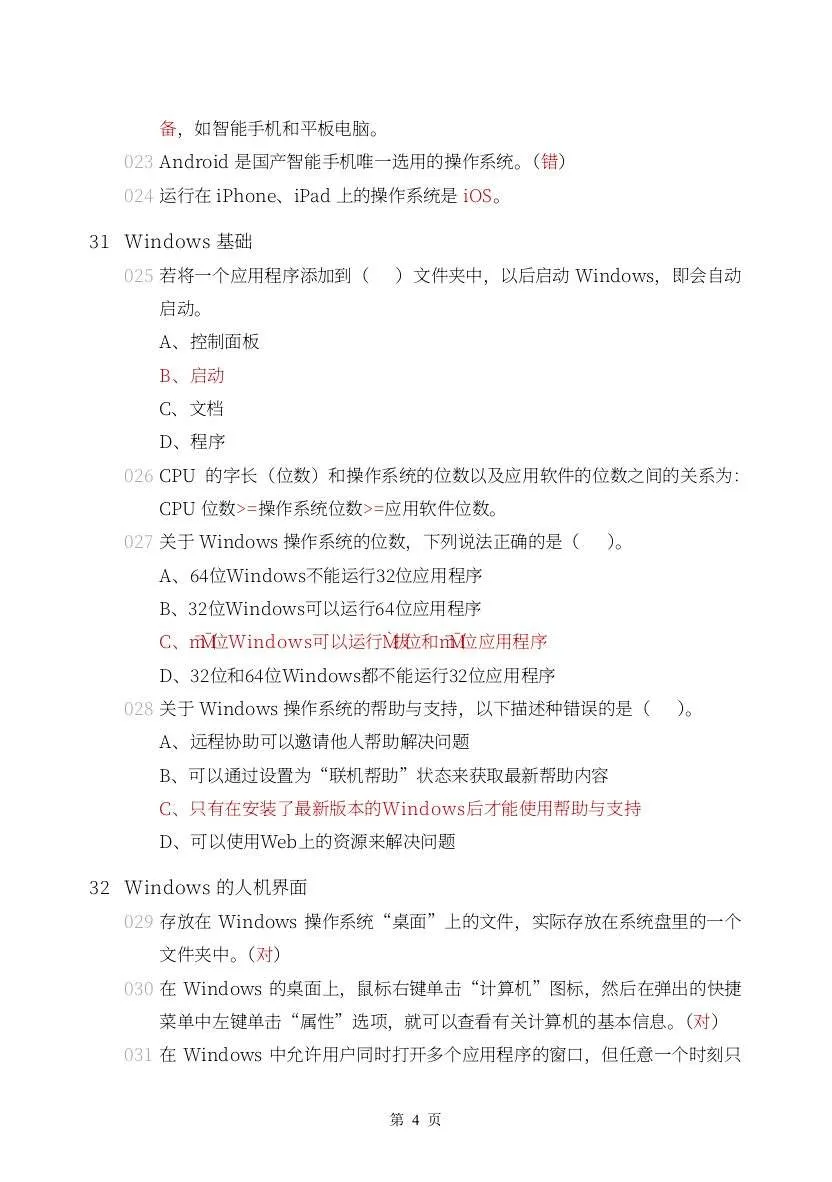 备，如智能手机和平板电脑。
023 Android 是国产智能手机唯一选用的操作系统。（错）
024 运行在 iPhone、iPad 上的操作系统是 iOS。
31 Windows 基础
025 若将一个应用程序添加到（ ）文件夹中，以后启动 Windows，即会自动
启动。
A、控制面板
B、启动
C、文档
D、程序
026 CPU 的字长（位数）和操作系统的位数以及应用软件的位数之间的关系为：
CPU 位数>=操作系统位数>=应用软件位数。
027 关于 Windows 操作系统的位数，下列说法正确的是（ ）。
A、64位Windows不能运行32位应用程序
B、32位Windows可以运行64位应用程序
C、位Windows可以运行位和位应用程序
D、32位和64位Windows都不能运行32位应用程序
028 关于 Windows 操作系统的帮助与支持，以下描述种错误的是（ ）。
A、远程协助可以邀请他人帮助解决问题
B、可以通过设置为“联机帮助”状态来获取最新帮助内容
C、只有在安装了最新版本的Windows后才能使用帮助与支持
D、可以使用Web上的资源来解决问题
32 Windows 的人机界面
029 存放在 Windows 操作系统“桌面”上的文件，实际存放在系统盘里的一个
文件夹中。（对）
030 在 Windows 的桌面上，鼠标右键单击“计算机”图标，然后在弹出的快捷
菜单中左键单击“属性”选项，就可以查看有关计算机的基本信息。（对）
031 在 Windows 中允许用户同时打开多个应用程序的窗口，但任意一个时刻只
第 4 页